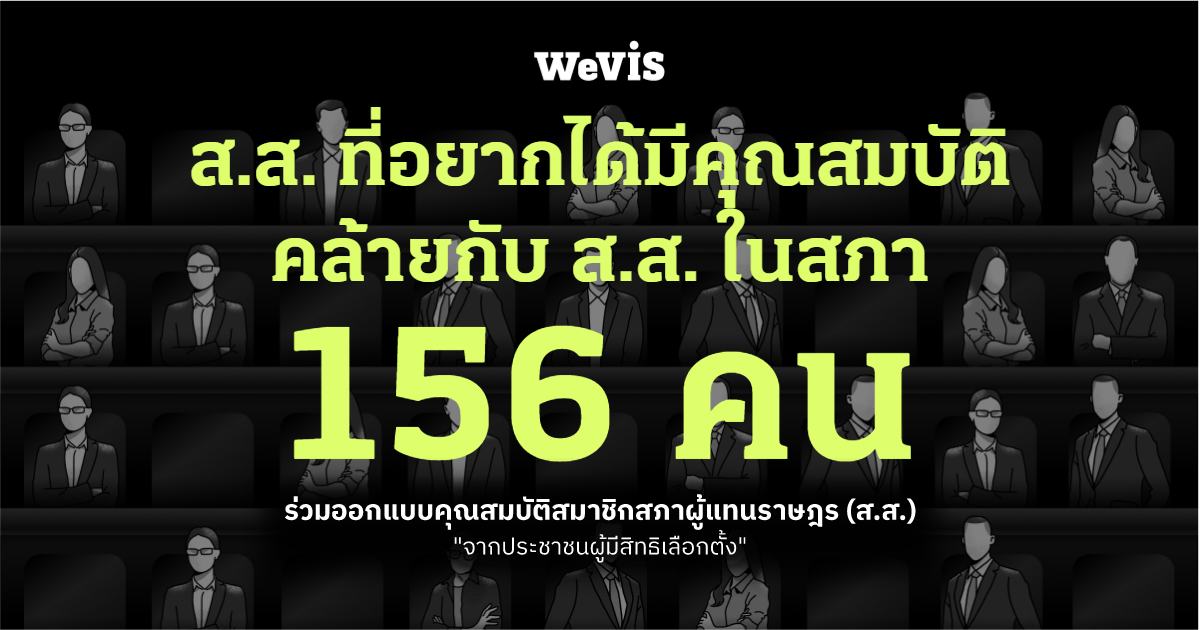 WeVIS
ส.ส. ที่อยากได้มีคุณสมบัติ
คล้ายกับ ส.ส. ในสภา
156 คน
ร่วมออกแบบคุณสมบัติสมาชิกสภาผู้แทนราษฎร (ส.ส.)
"จากประชาชนผู้มีสิทธิเลือกตั้ง"